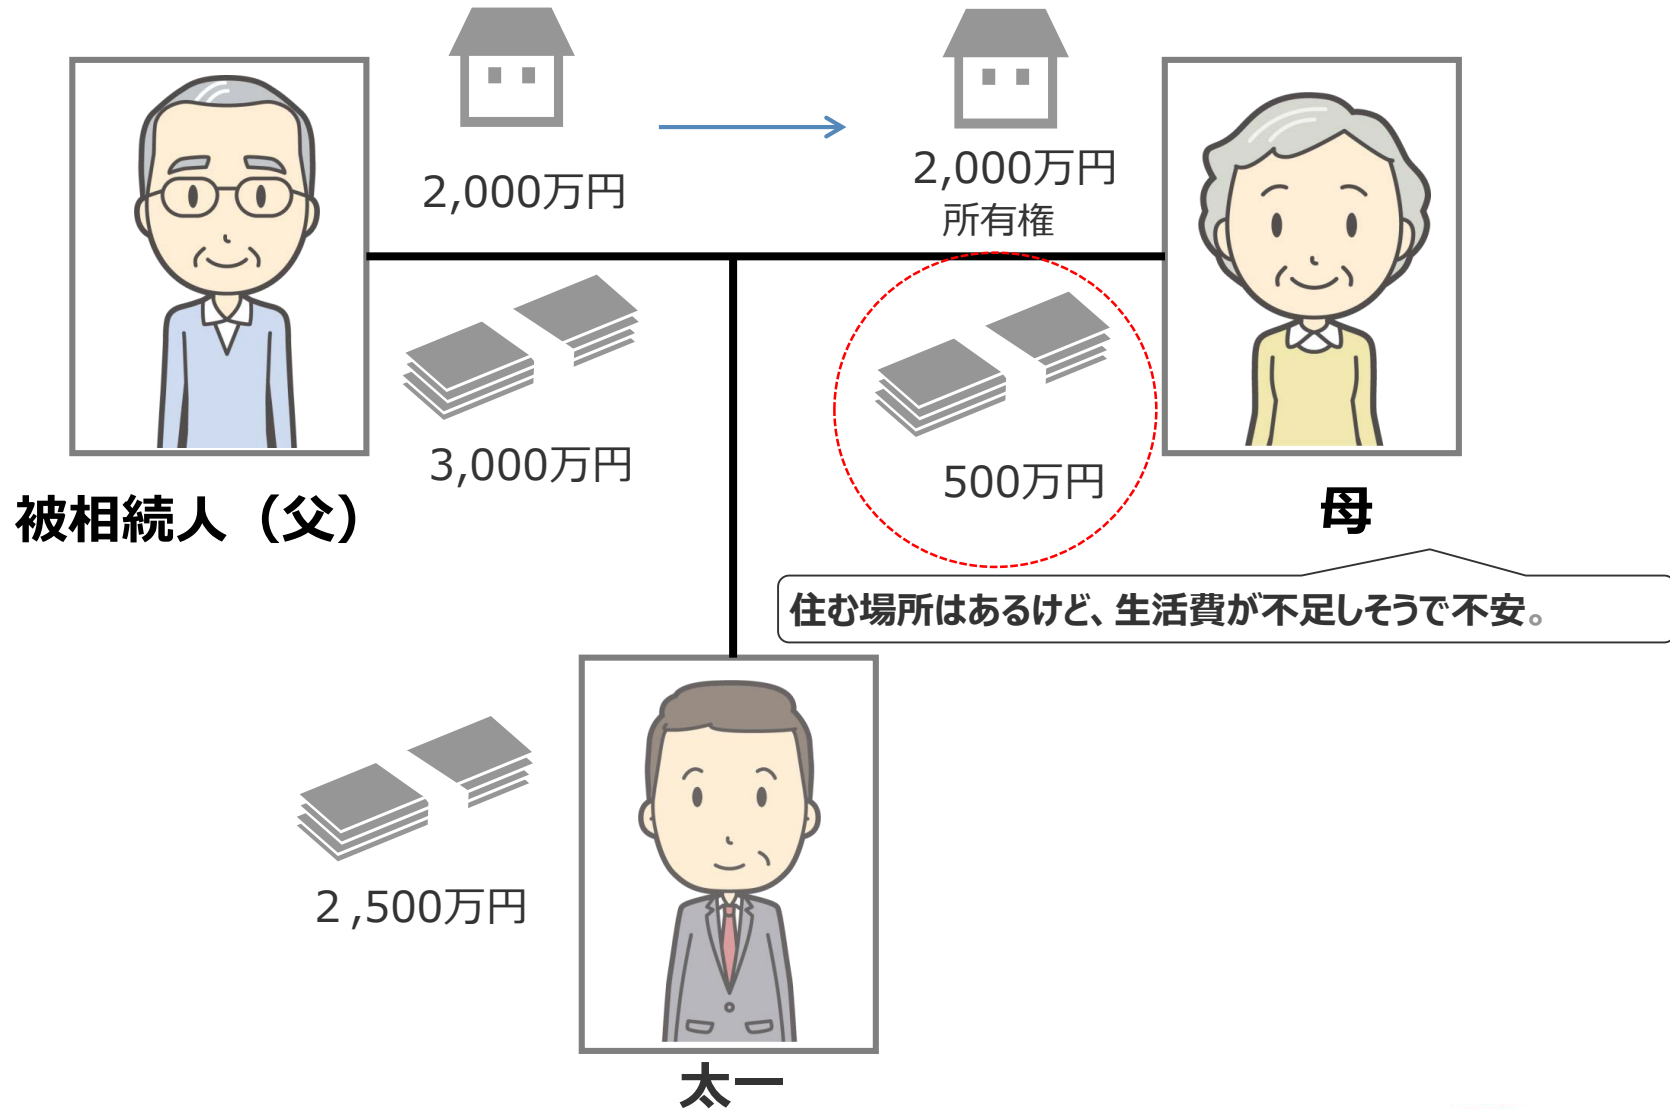 2,000万円
2,000万円
所有権
3,000万円
500万円
被相続人（父）
母
住む場所はあるけど、生活費が不足しそうで不安。
2,500万円
太一